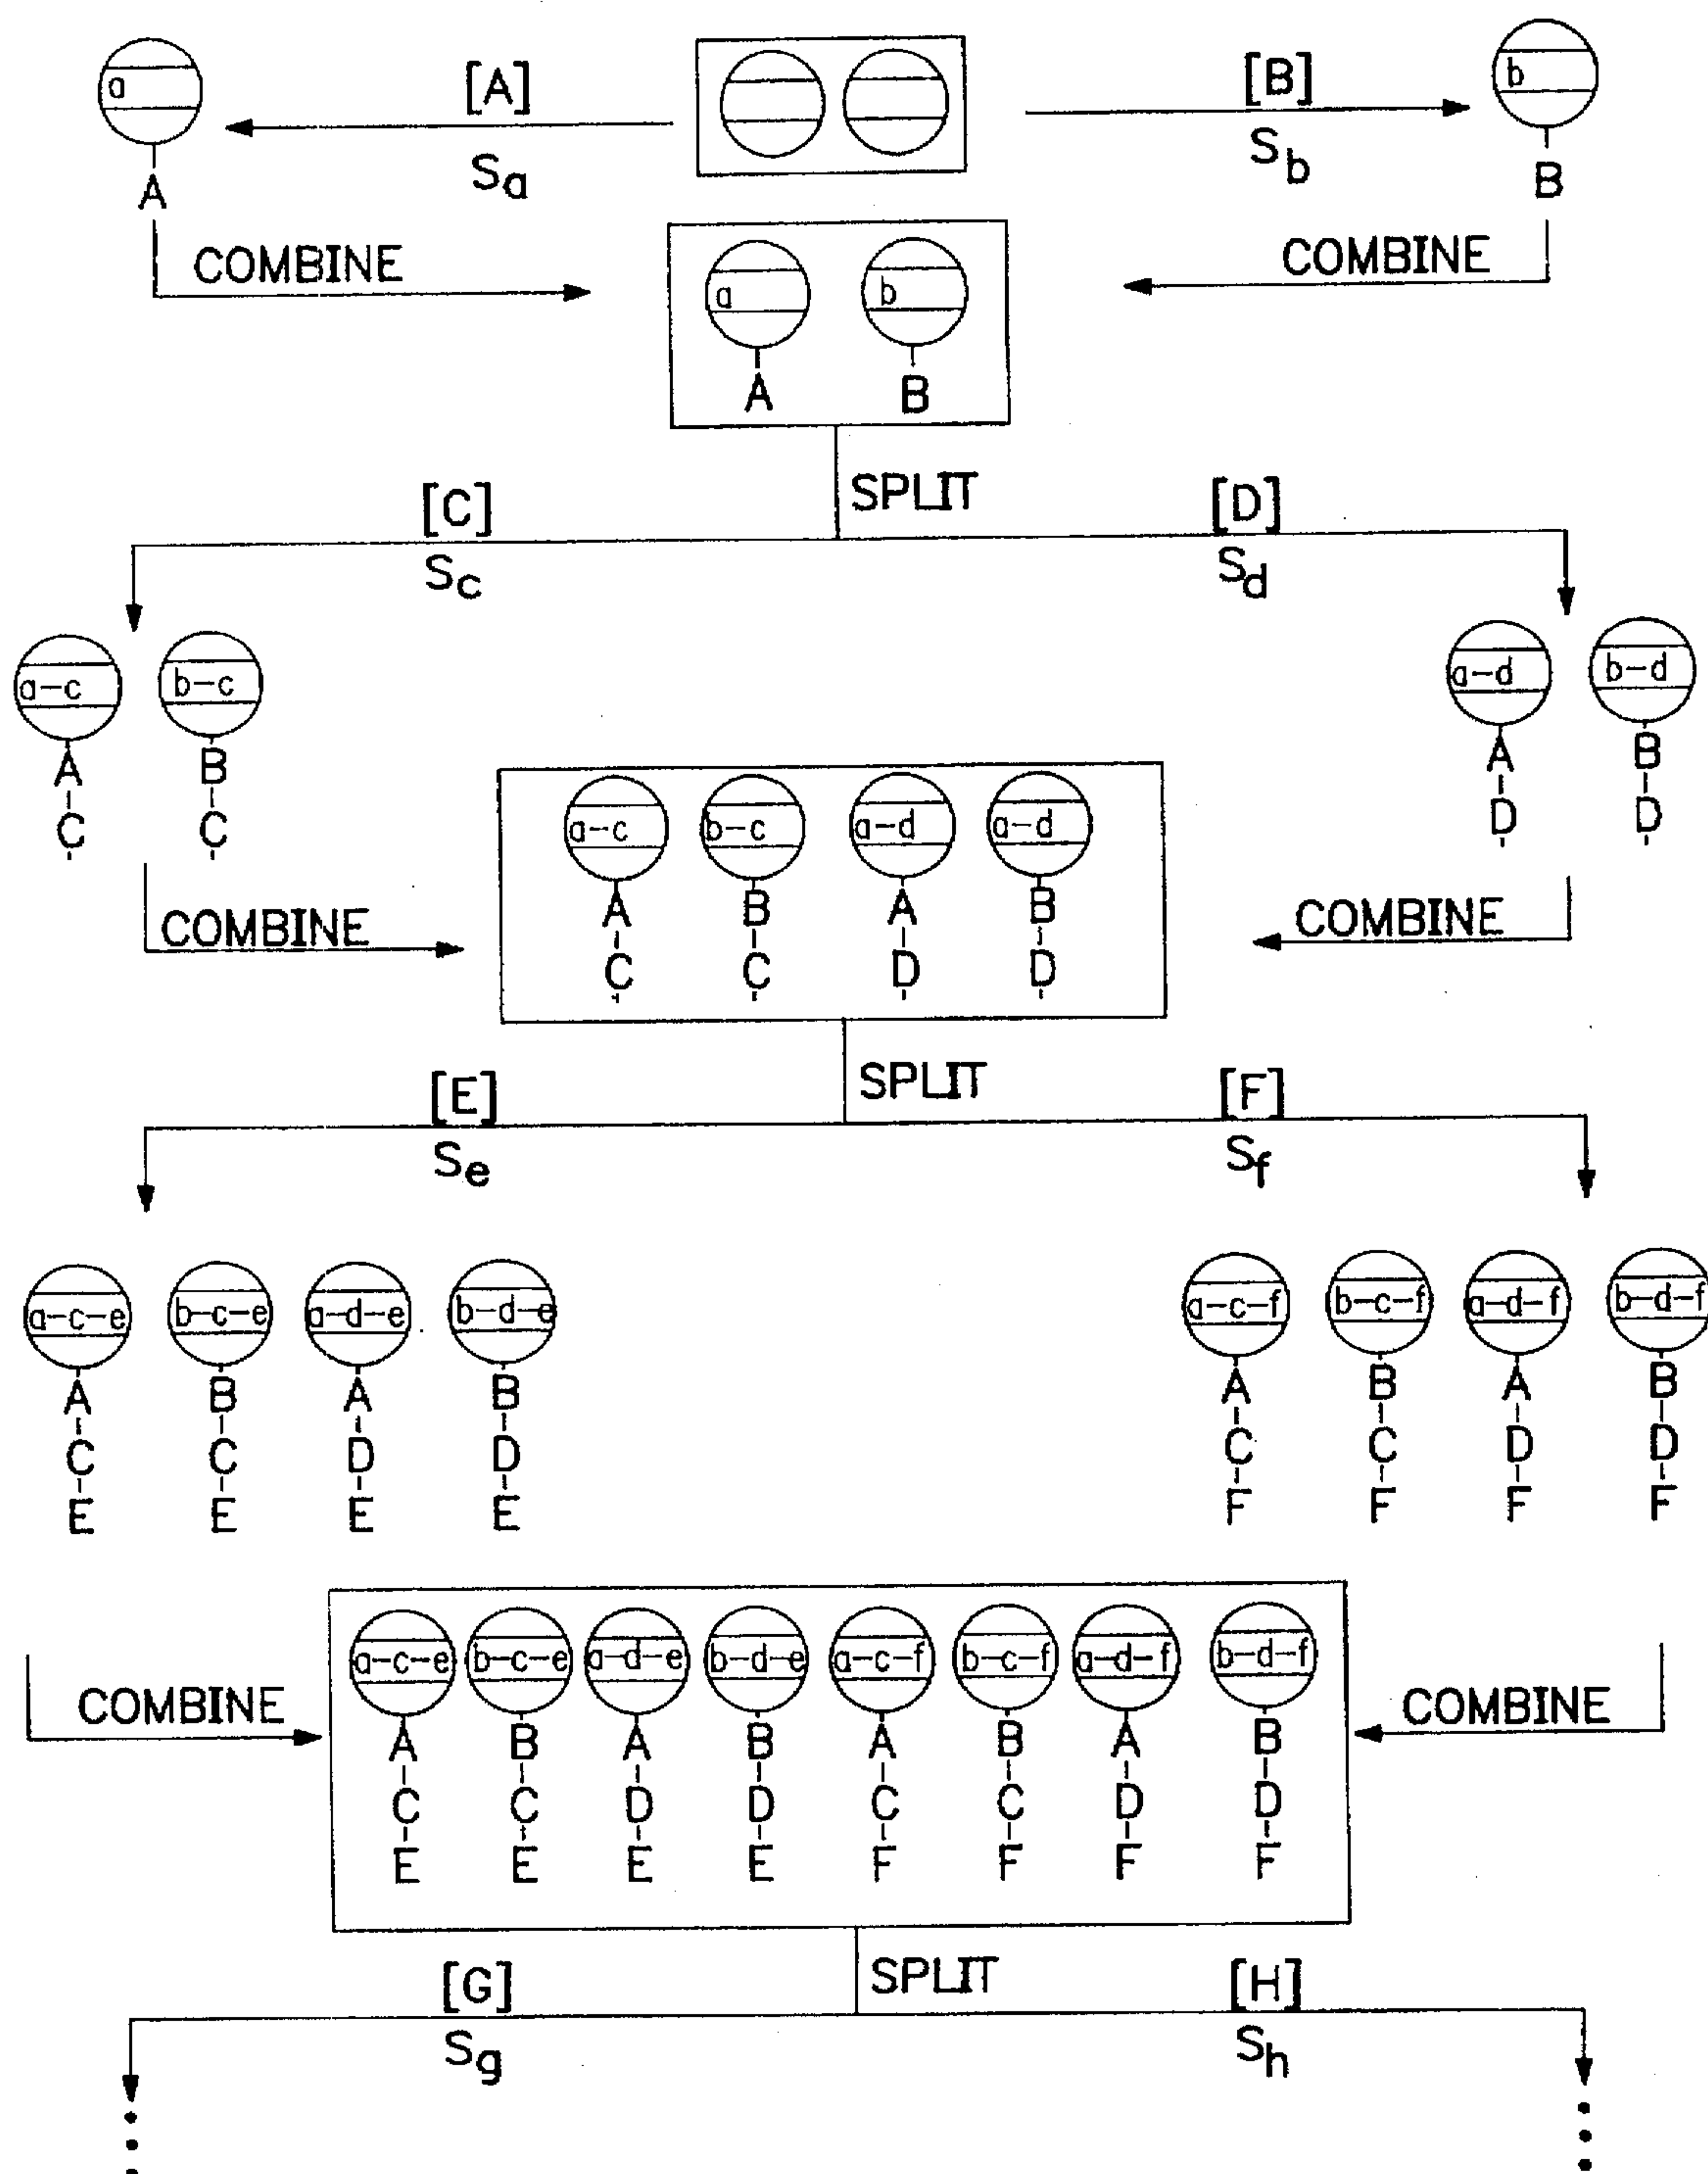 a [A] [B] b
Sa Sb
A B
COMBINE COMBINE
a b
A B
SPLIT
[C] [D]
Sc Sd
a-c b-c a-d b-d
A B A B
C C D D
a-c b-c a-d a-d
A B A B
COMBINE COMBINE
C C D D
SPLIT
[E] [F]
Se Sf
a-c-e b-c-e a-d-e b-d-e a-c-f b-c-f a-d-f b-d-f
A B A B A B A B
C C D D C C D D
E E E E F F F F
a-c-e b-c-e a-d-e b-d-e a-c-f b-c-f a-d-f b-d-f
COMBINE COMBINE
A B A B A B A B
C C D D C C D D
E E E E F F F F
SPLIT
[G] [H]
Sg Sh